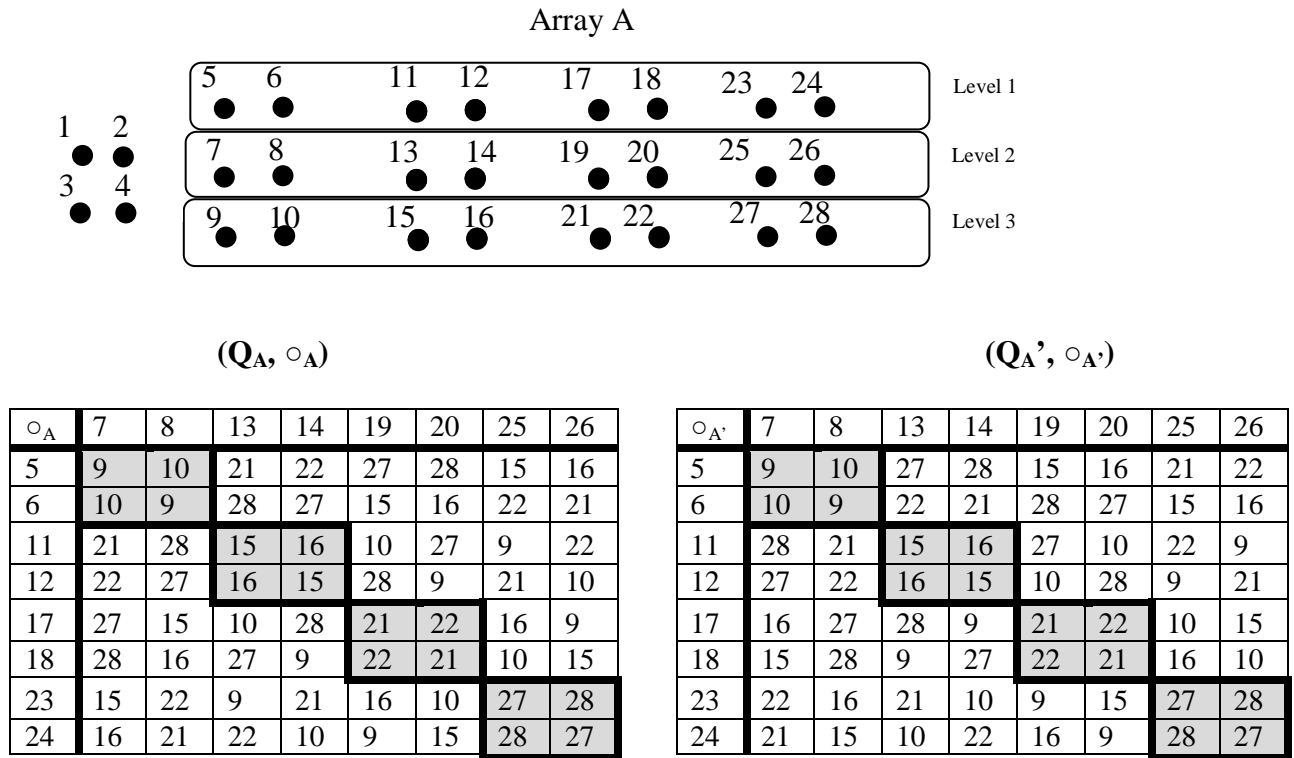 Array A
5 6 11 12 17 18 23 24 Level 1
1 2
7 8 13 14 19 20 25 26 Level 2
3 4
9 10 15 16 21 22 27 28 Level 3
(Q_A, ○_A) (Q_A’, ○_A’)
○_A 7 8 13 14 19 20 25 26
5 9 10 21 22 27 28 15 16
6 10 9 28 27 15 16 22 21
11 21 28 15 16 10 27 9 22
12 22 27 16 15 28 9 21 10
17 27 15 10 28 21 22 16 9
18 28 16 27 9 22 21 10 15
23 15 22 9 21 16 10 27 28
24 16 21 22 10 9 15 28 27
○_A’ 7 8 13 14 19 20 25 26
5 9 10 27 28 15 16 21 22
6 10 9 22 21 28 27 15 16
11 28 21 15 16 27 10 22 9
12 27 22 16 15 10 28 9 21
17 16 27 28 9 21 22 10 15
18 15 28 9 27 22 21 16 10
23 22 16 21 10 9 15 27 28
24 21 15 10 22 16 9 28 27